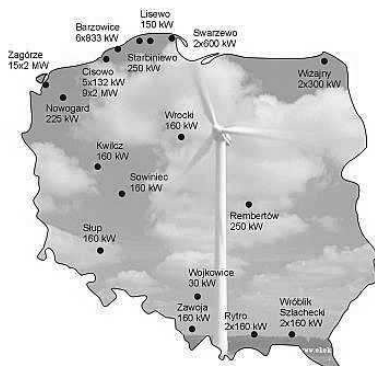 Lisewo
150 kW
Barzowice
6x833 kW
Swarzewo
2x600 kW
Zagórze
15x2 MW
Cisowo
5x132 kW
9x2 MW
Starbiniewo
250 kW
Wiżajny
2x300 kW
Nowogard
225 kW
Wrocki
160 kW
Kwilcz
160 kW
Sowiniec
160 kW
Rembertów
250 kW
Słup
160 kW
Wojkowice
30 kW
Zawoja
160 kW
Rytro
2x160 kW
Wróblik
Szlachecki
2x160 kW